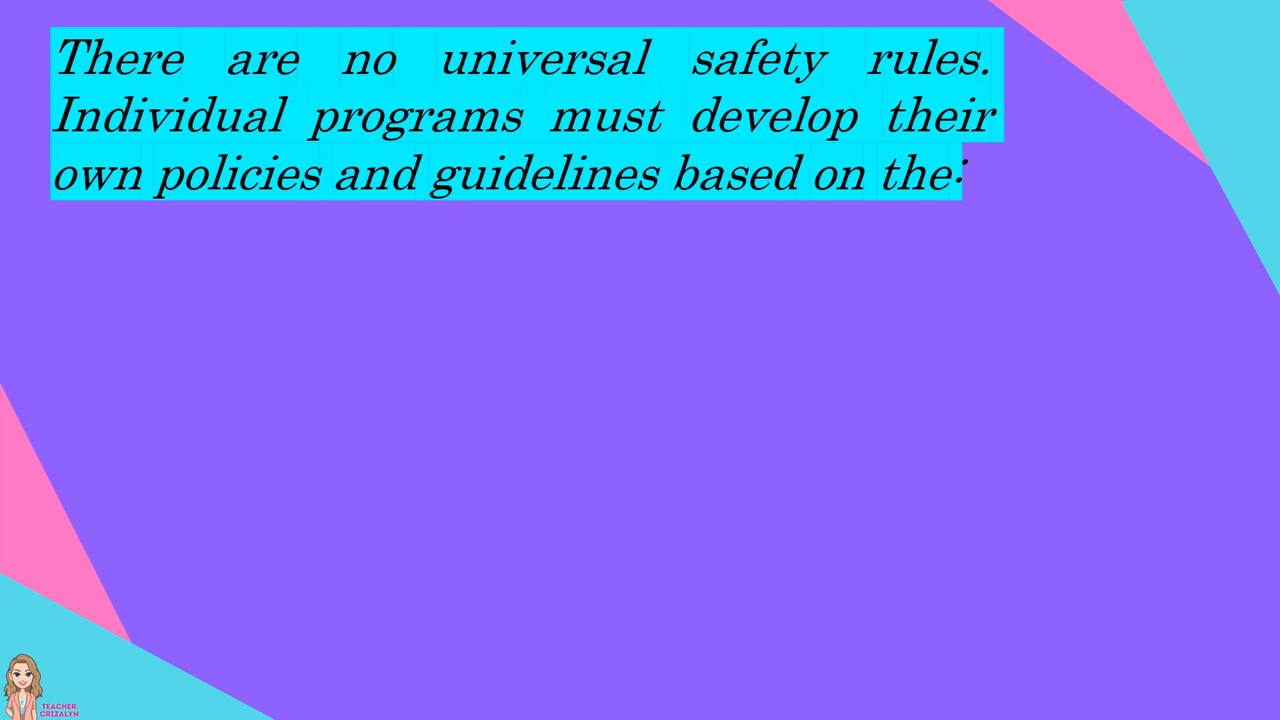 There are no universal safety rules.
Individual programs must develop their
own policies and guidelines based on the:
TEACHER
CRIZALYN